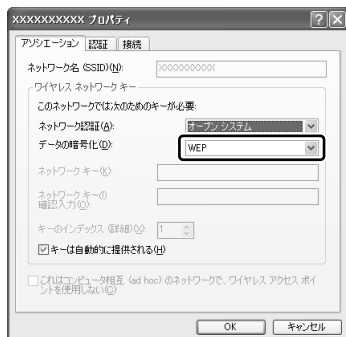 XXXXXXXXXX プロパティ
アソシエーション 認証 接続
ネットワーク名 (SSID)(N): XXXXXXXXXX
ワイヤレス ネットワーク キー
このネットワークでは次のためのキーが必要:
ネットワーク認証(A): オープン システム
データの暗号化(D): WEP
ネットワーク キー(K):
ネットワーク キーの
確認入力(O):
キーのインデックス (詳細)(X): 1
キーは自動的に提供される(H)
これはコンピュータ相互 (ad hoc) のネットワークで、ワイヤレス アクセス ポイ
ントを使用しない(C)
OK キャンセル